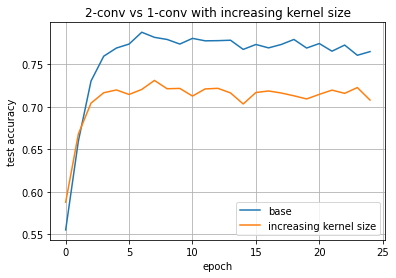 2-conv vs 1-conv with increasing kernel size
test accuracy
0.75
0.70
0.65
0.60
0.55
0 5 10 15 20 25
epoch
base
increasing kernel size